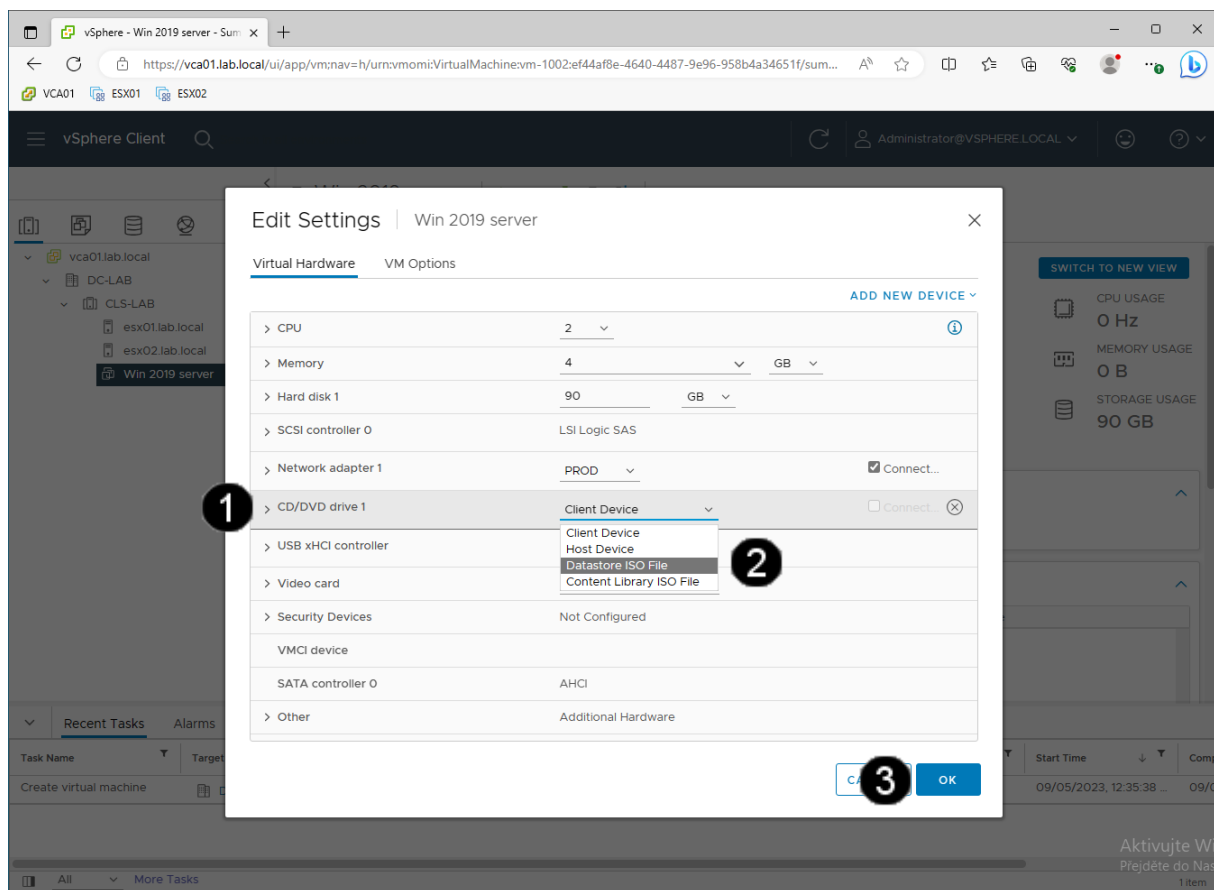 vSphere - Win 2019 server - Sum
https://vca01.lab.local/ui/app/vm;nav=h/urn:vmomi:VirtualMachine:vm-1002:ef44af8e-4640-4487-9e96-958b4a34651f/sum...
VCA01 ESX01 ESX02
vSphere Client
Administrator@VSPHERE.LOCAL
Edit Settings Win 2019 server
Virtual Hardware VM Options
ADD NEW DEVICE
CPU 2
Memory 4 GB
Hard disk 1 90 GB
SCSI controller 0 LSI Logic SAS
Network adapter 1 PROD Connect...
1 CD/DVD drive 1 Client Device Connect...
Client Device
Host Device
Datastore ISO File
Content Library ISO File
2
USB xHCI controller
Video card
Security Devices Not Configured
VMCI device
SATA controller 0 AHCI
Other Additional Hardware
3 OK
vca01.lab.local
DC-LAB
CLS-LAB
esx01.lab.local
esx02.lab.local
Win 2019 server
SWITCH TO NEW VIEW
CPU USAGE
0 Hz
MEMORY USAGE
0 B
STORAGE USAGE
90 GB
Recent Tasks Alarms
Task Name Target Start Time Comp
Create virtual machine 09/05/2023, 12:35:38 ... 09/0
Aktivujte Wi
Přejděte do Nas
All More Tasks 1 item